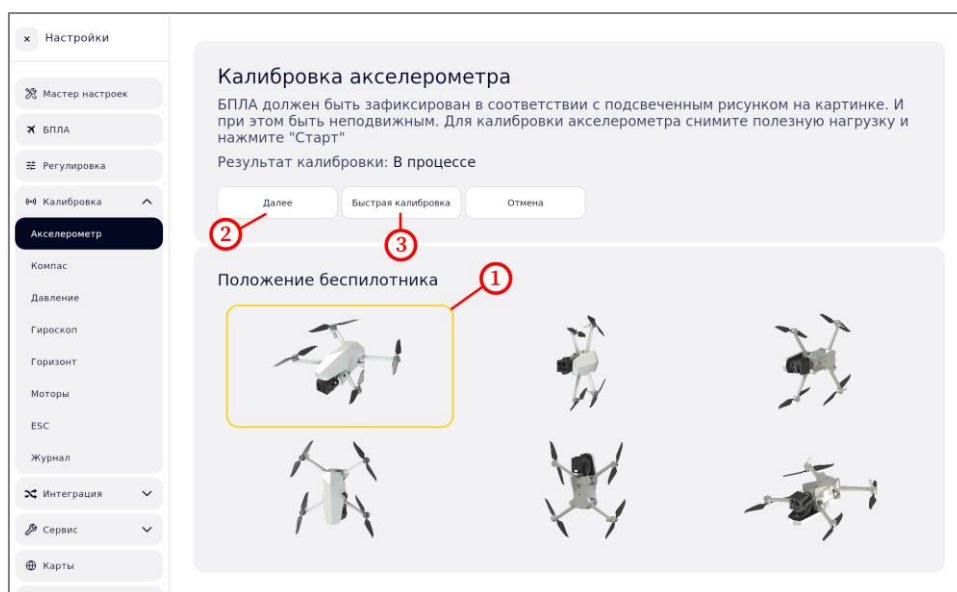 × Настройки
Мастер настроек
БПЛА
Регулировка
Калибровка
Акселерометр
Компас
Давление
Гироскоп
Горизонт
Моторы
ESC
Журнал
Интеграция
Сервис
Карты
Калибровка акселерометра
БПЛА должен быть зафиксирован в соответствии с подсвеченным рисунком на картинке. И
при этом быть неподвижным. Для калибровки акселерометра снимите полезную нагрузку и
нажмите "Старт"
Результат калибровки: В процессе
Далее
Быстрая калибровка
Отмена
2
3
Положение беспилотника
1